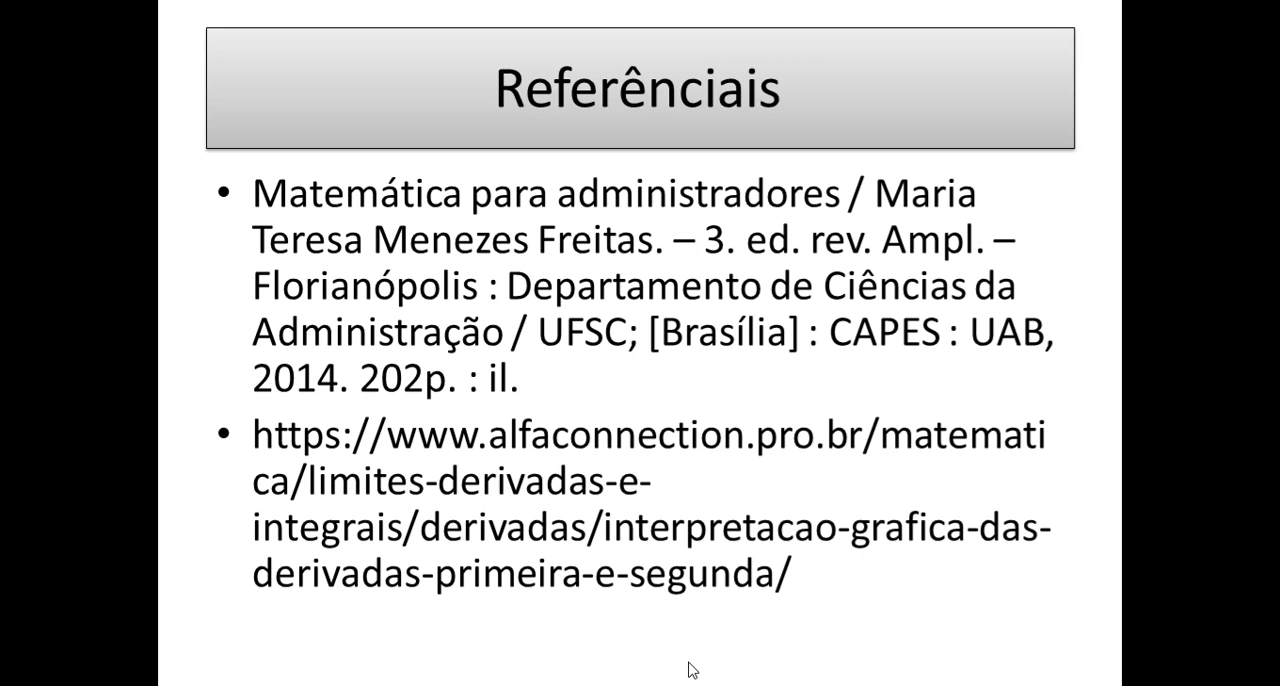 Referênciais
• Matemática para administradores / Maria
Teresa Menezes Freitas. – 3. ed. rev. Ampl. –
Florianópolis : Departamento de Ciências da
Administração / UFSC; [Brasília] : CAPES : UAB,
2014. 202p. : il.
• https://www.alfaconnection.pro.br/matemati
ca/limites-derivadas-e-
integrais/derivadas/interpretacao-grafica-das-
derivadas-primeira-e-segunda/